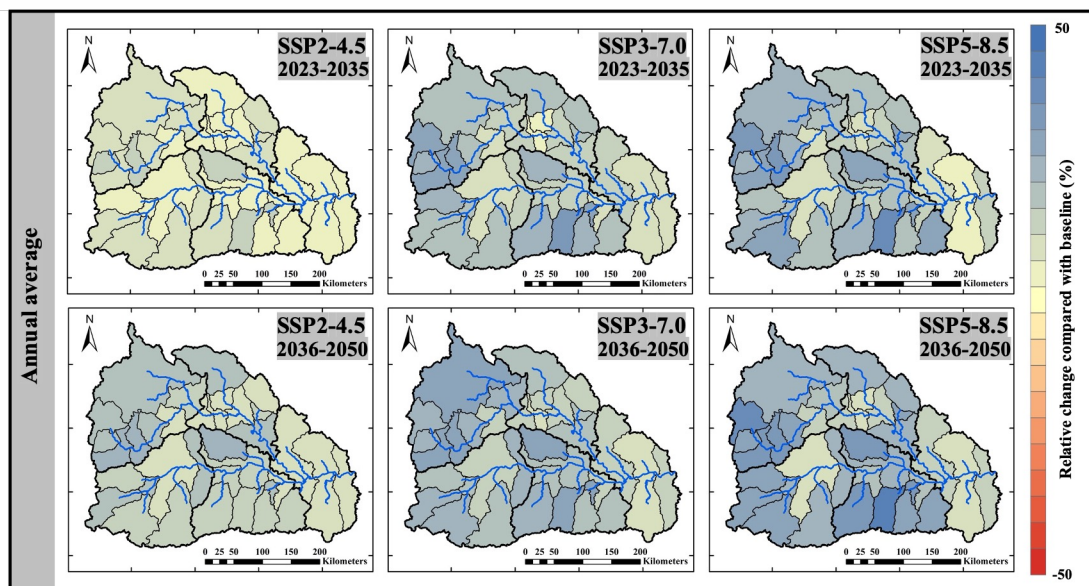 Annual average
N
SSP2-4.5
2023-2035
0 25 50 100 150 200
Kilometers
N
SSP3-7.0
2023-2035
0 25 50 100 150 200
Kilometers
N
SSP5-8.5
2023-2035
0 25 50 100 150 200
Kilometers
N
SSP2-4.5
2036-2050
0 25 50 100 150 200
Kilometers
N
SSP3-7.0
2036-2050
0 25 50 100 150 200
Kilometers
N
SSP5-8.5
2036-2050
0 25 50 100 150 200
Kilometers
50
Relative change compared with baseline (%)
-50